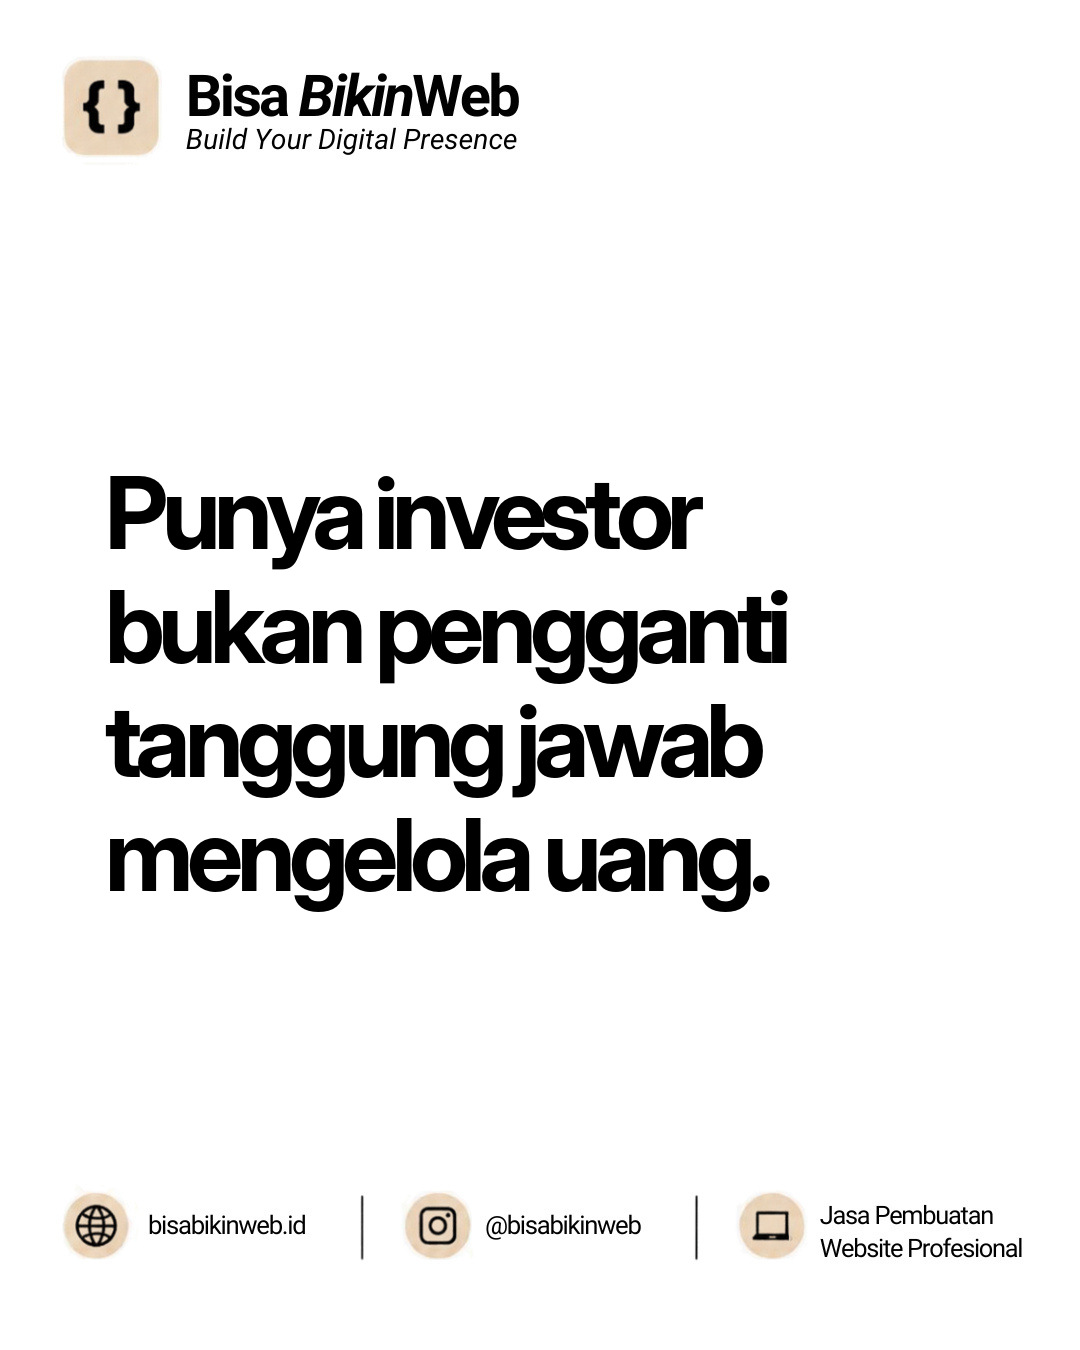 { }
Bisa BikinWeb
Build Your Digital Presence
Punya investor
bukan pengganti
tanggung jawab
mengelola uang.
bisabikinweb.id
@bisabikinweb
Jasa Pembuatan
Website Profesional